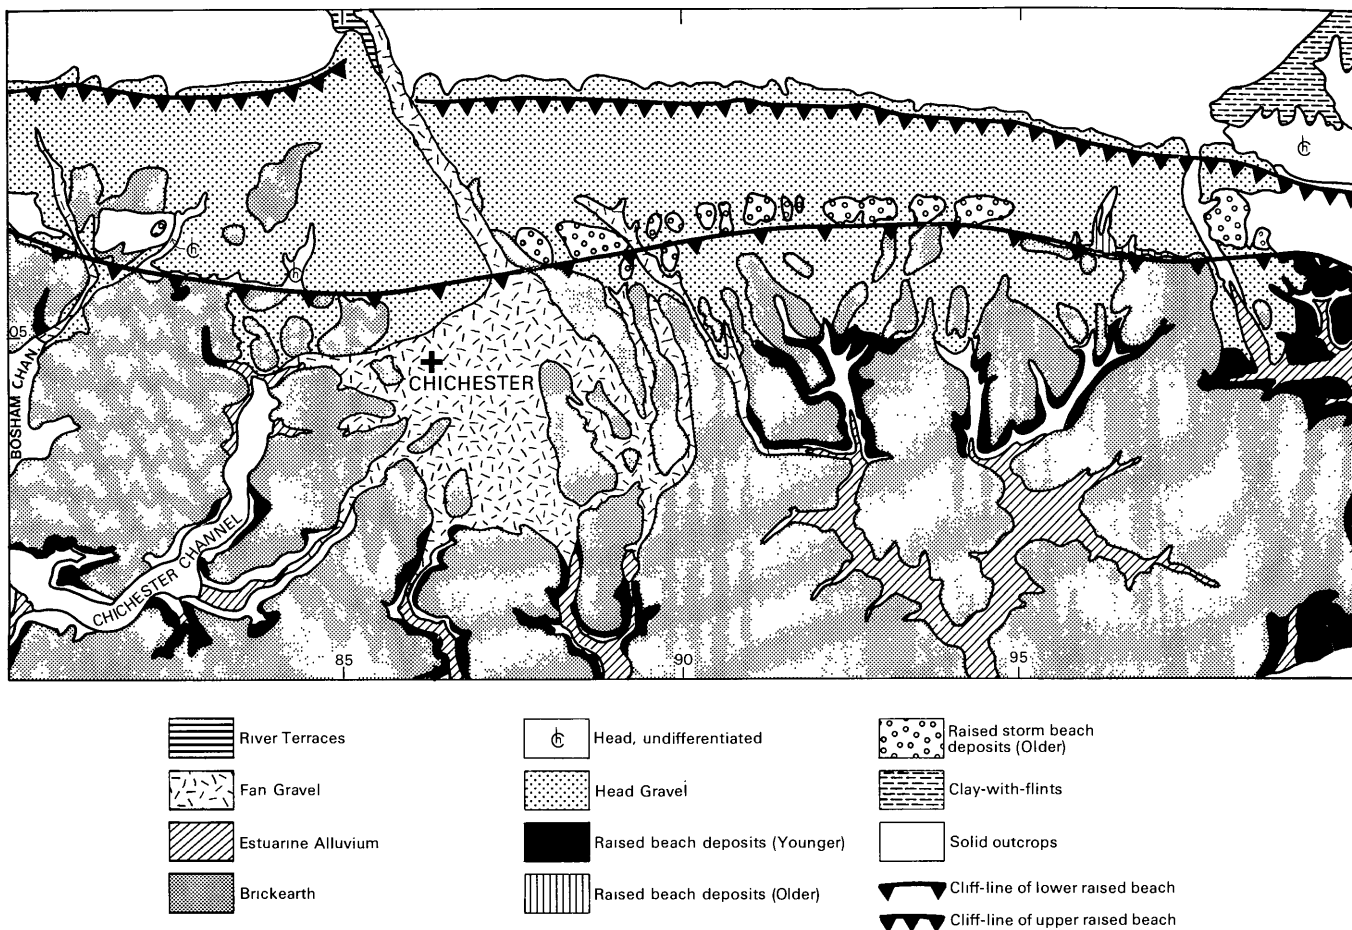 05
BOSHAM CHAN
CHICHESTER
CHICHESTER CHANNEL
85
90
95
River Terraces
Fan Gravel
Estuarine Alluvium
Brickearth
Head, undifferentiated
Head Gravel
Raised beach deposits (Younger)
Raised beach deposits (Older)
Raised storm beach
deposits (Older)
Clay-with-flints
Solid outcrops
Cliff-line of lower raised beach
Cliff-line of upper raised beach